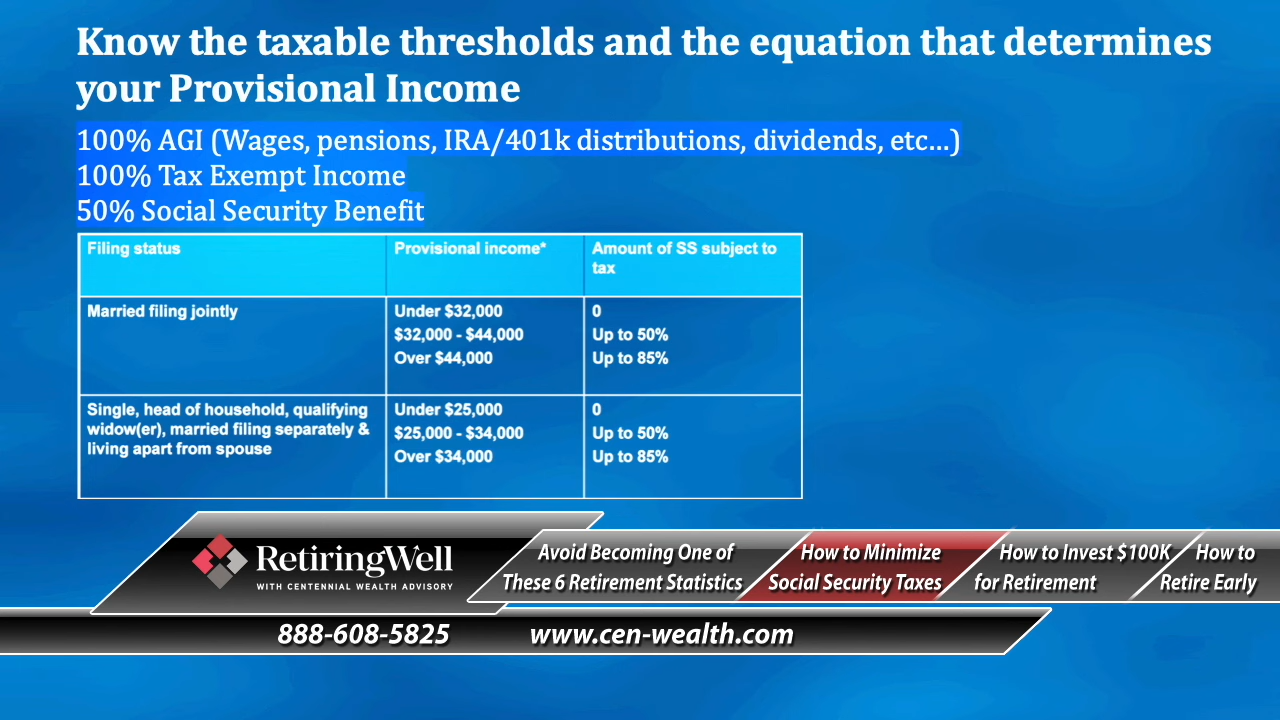 Know the taxable thresholds and the equation that determines
your Provisional Income
100% AGI (Wages, pensions, IRA/401k distributions, dividends, etc...)
100% Tax Exempt Income
50% Social Security Benefit
Filing status
Provisional income*
Amount of SS subject to
tax
Married filing jointly
Under $32,000
$32,000 - $44,000
Over $44,000
0
Up to 50%
Up to 85%
Single, head of household, qualifying
widow(er), married filing separately &
living apart from spouse
Under $25,000
$25,000 - $34,000
Over $34,000
0
Up to 50%
Up to 85%
RetiringWell
WITH CENTENNIAL WEALTH ADVISORY
Avoid Becoming One of
These 6 Retirement Statistics
How to Minimize
Social Security Taxes
How to Invest $100K
for Retirement
How to
Retire Early
888-608-5825
www.cen-wealth.com